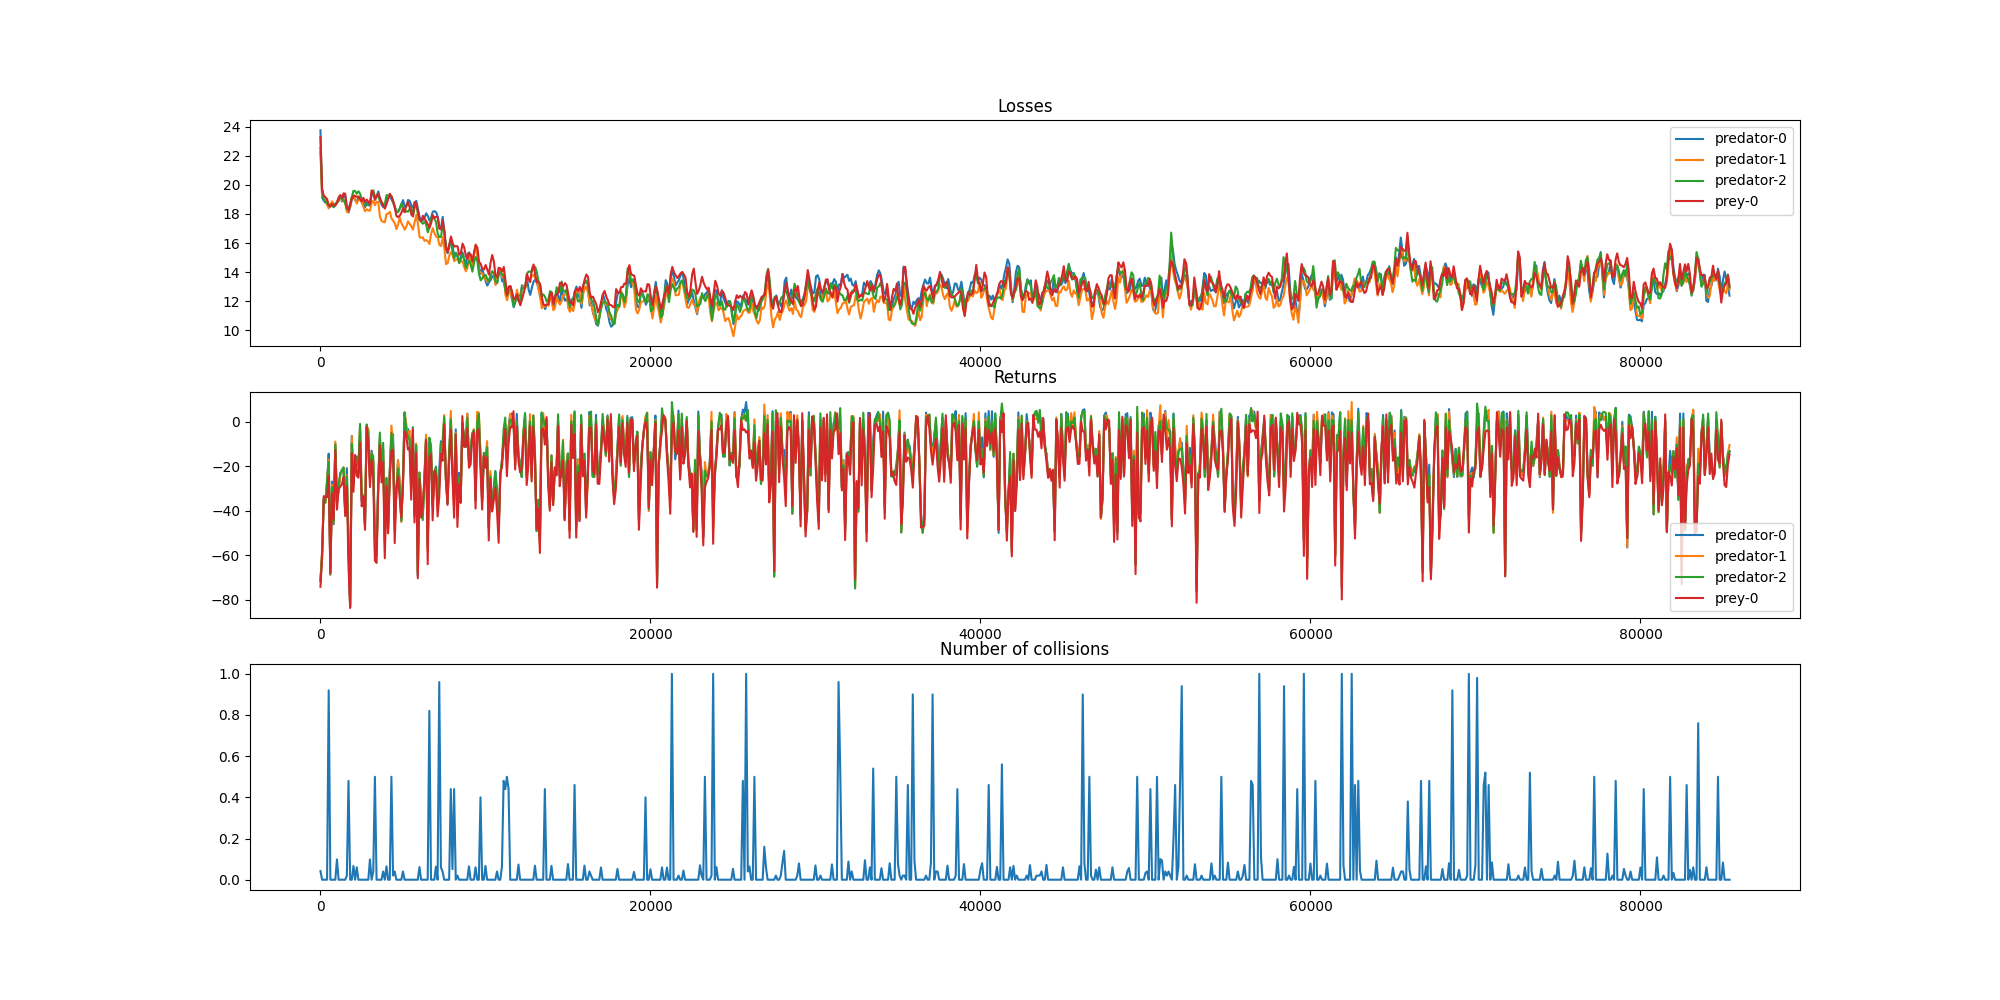 Losses
24
22
20
18
16
14
12
10
predator-0
predator-1
predator-2
prey-0
0 20000 40000 60000 80000
Returns
0
−20
−40
−60
−80
predator-0
predator-1
predator-2
prey-0
0 20000 40000 60000 80000
Number of collisions
1.0
0.8
0.6
0.4
0.2
0.0
0 20000 40000 60000 80000